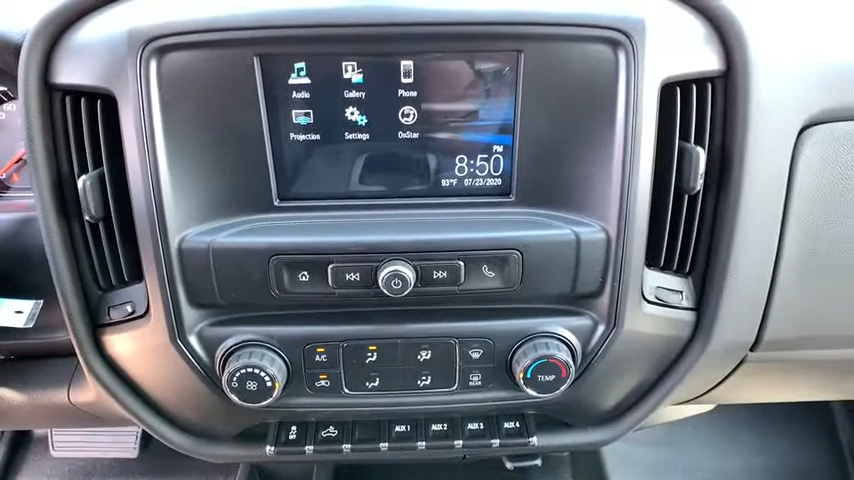 Audio Gallery Phone
Projection Settings OnStar
PM
8:50
93°F 07/23/2020
A/C
REAR
TEMP
AUX 1 AUX 2 AUX 3 AUX 4